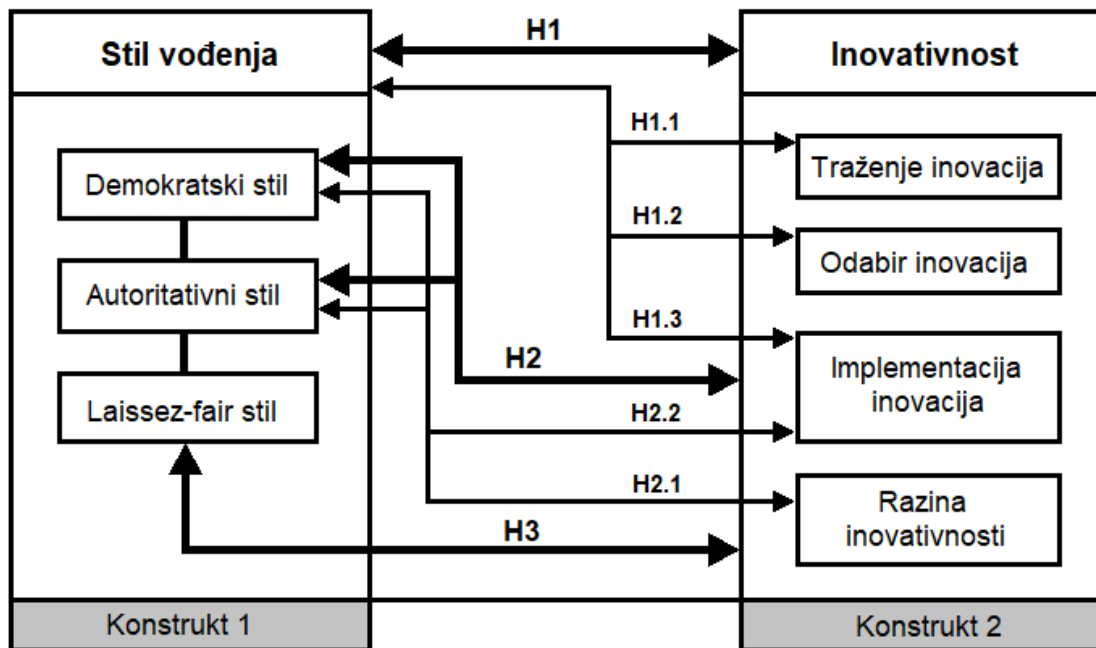 Stil vođenja
H1
Inovativnost
H1.1
Traženje inovacija
Demokratski stil
H1.2
Odabir inovacija
Autoritativni stil
H1.3
H2
Implementacija
inovacija
Laissez-fair stil
H2.2
H2.1
Razina
inovativnosti
H3
Konstrukt 1
Konstrukt 2